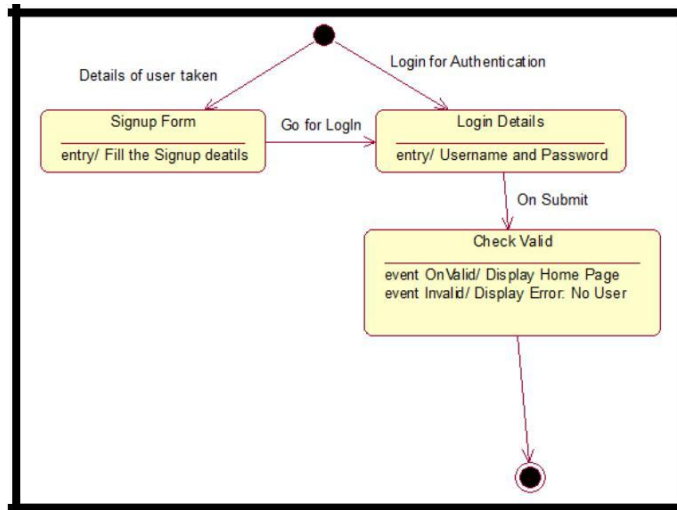 Details of user taken
Login for Authentication
Signup Form
entry/ Fill the Signup deatils
Go for LogIn
Login Details
entry/ Username and Password
On Submit
Check Valid
event OnValid/ Display Home Page
event Invalid/ Display Error: No User